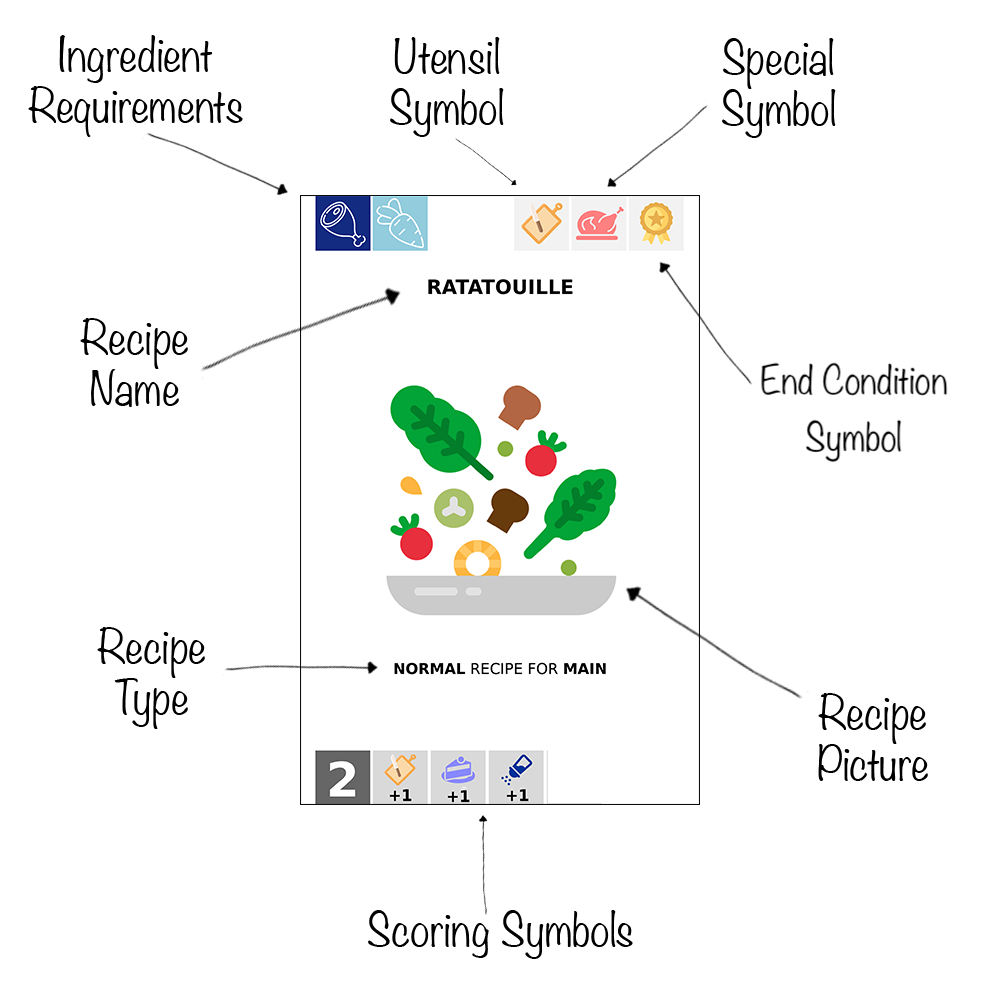 Ingredient
Requirements
Utensil
Symbol
Special
Symbol
RATATOUILLE
Recipe
Name
End Condition
Symbol
Recipe
Type
NORMAL RECIPE FOR MAIN
Recipe
Picture
2
+1
+1
+1
Scoring Symbols